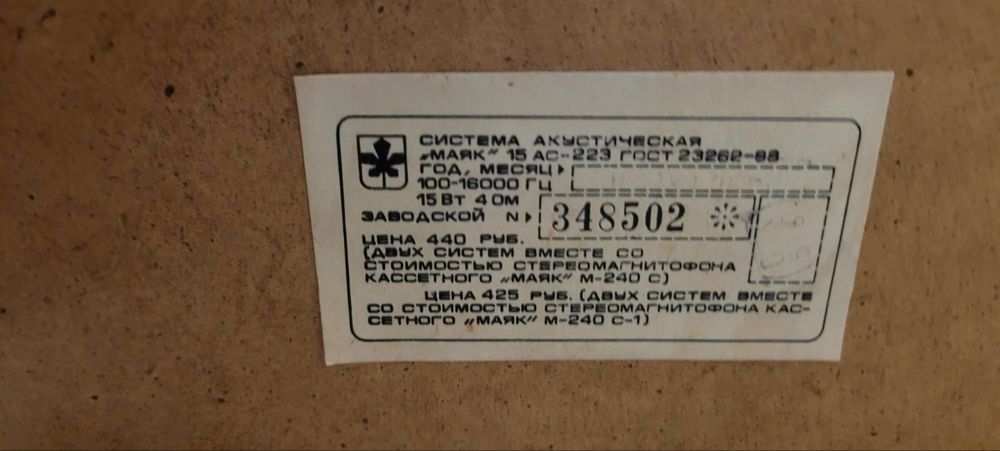 СИСТЕМА АКУСТИЧЕСКАЯ
„МАЯК“ 15 АС-223 ГОСТ 23262-88
ГОД, МЕСЯЦ
100-16000 ГЦ
15 ВТ 4 ОМ
ЗАВОДСКОЙ N 348502 *
ЦЕНА 440 РУБ.
(ДВУХ СИСТЕМ ВМЕСТЕ СО
СТОИМОСТЬЮ СТЕРЕОМАГНИТОФОНА
КАССЕТНОГО „МАЯК“ М-240 С)
ЦЕНА 425 РУБ. (ДВУХ СИСТЕМ ВМЕСТЕ
СО СТОИМОСТЬЮ СТЕРЕОМАГНИТОФОНА КАС-
СЕТНОГО „МАЯК“ М-240 С-1)